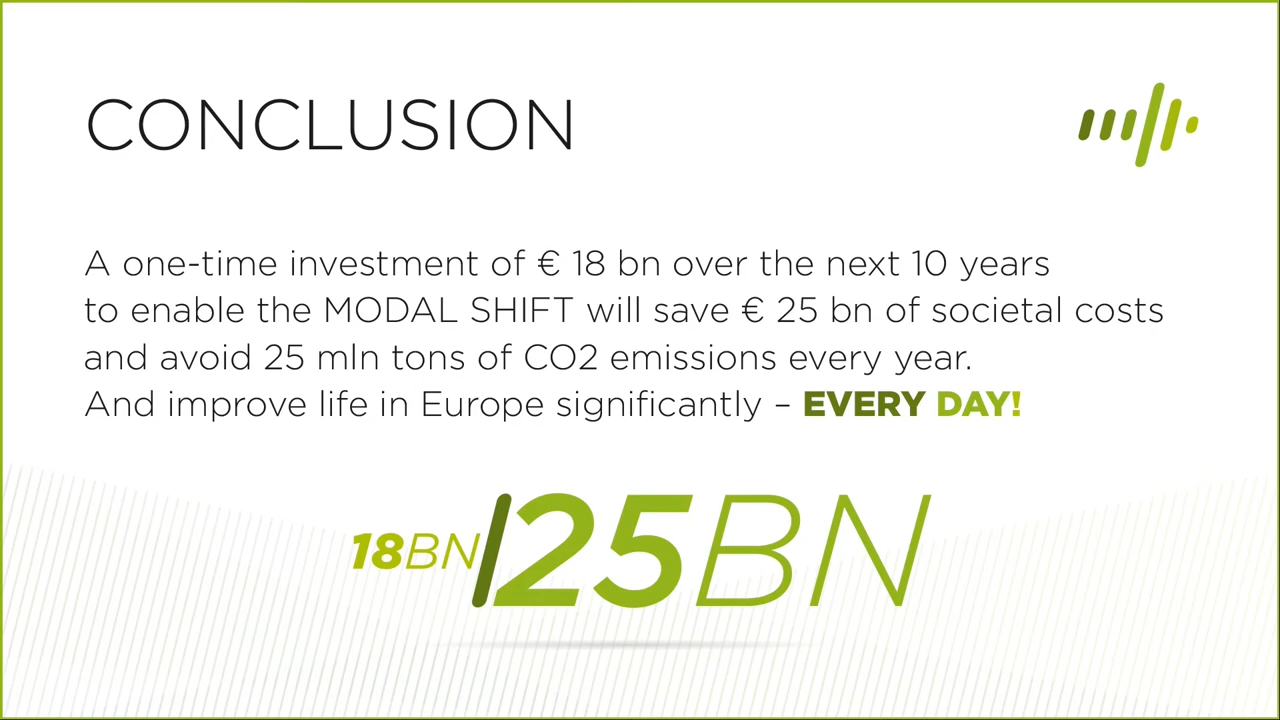 CONCLUSION
A one-time investment of € 18 bn over the next 10 years
to enable the MODAL SHIFT will save € 25 bn of societal costs
and avoid 25 mln tons of CO2 emissions every year.
And improve life in Europe significantly – EVERY DAY!
18BN/25BN